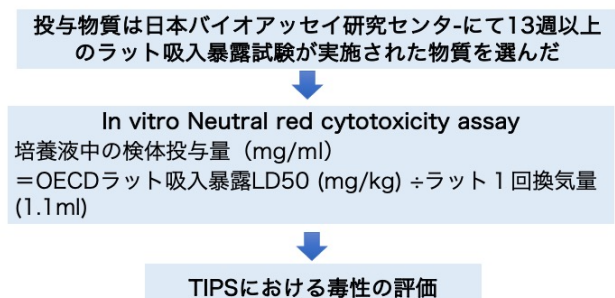 投与物質は日本バイオアッセイ研究センタ-にて13週以上
のラット吸入暴露試験が実施された物質を選んだ
In vitro Neutral red cytotoxicity assay
培養液中の検体投与量（mg/ml）
＝OECDラット吸入暴露LD50 (mg/kg) ÷ラット１回換気量
(1.1ml)
TIPSにおける毒性の評価